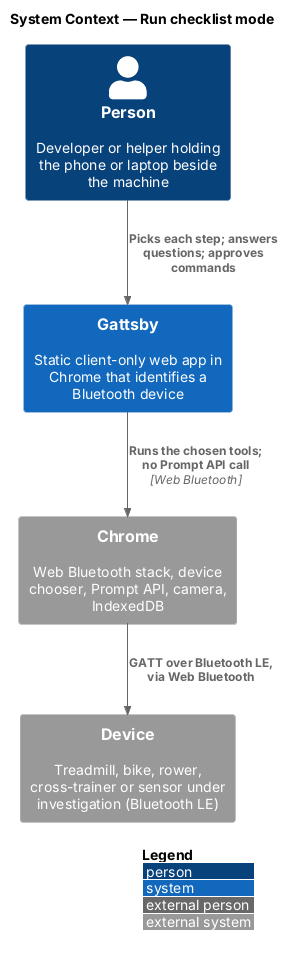 System Context — Run checklist mode
Person
Developer or helper holding
the phone or laptop beside
the machine
Picks each step; answers
questions; approves
commands
Gattsby
Static client-only web app in
Chrome that identifies a
Bluetooth device
Runs the chosen tools;
no Prompt API call
[Web Bluetooth]
Chrome
Web Bluetooth stack, device
chooser, Prompt API, camera,
IndexedDB
GATT over Bluetooth LE,
via Web Bluetooth
Device
Treadmill, bike, rower,
cross-trainer or sensor under
investigation (Bluetooth LE)
Legend
person
system
external person
external system